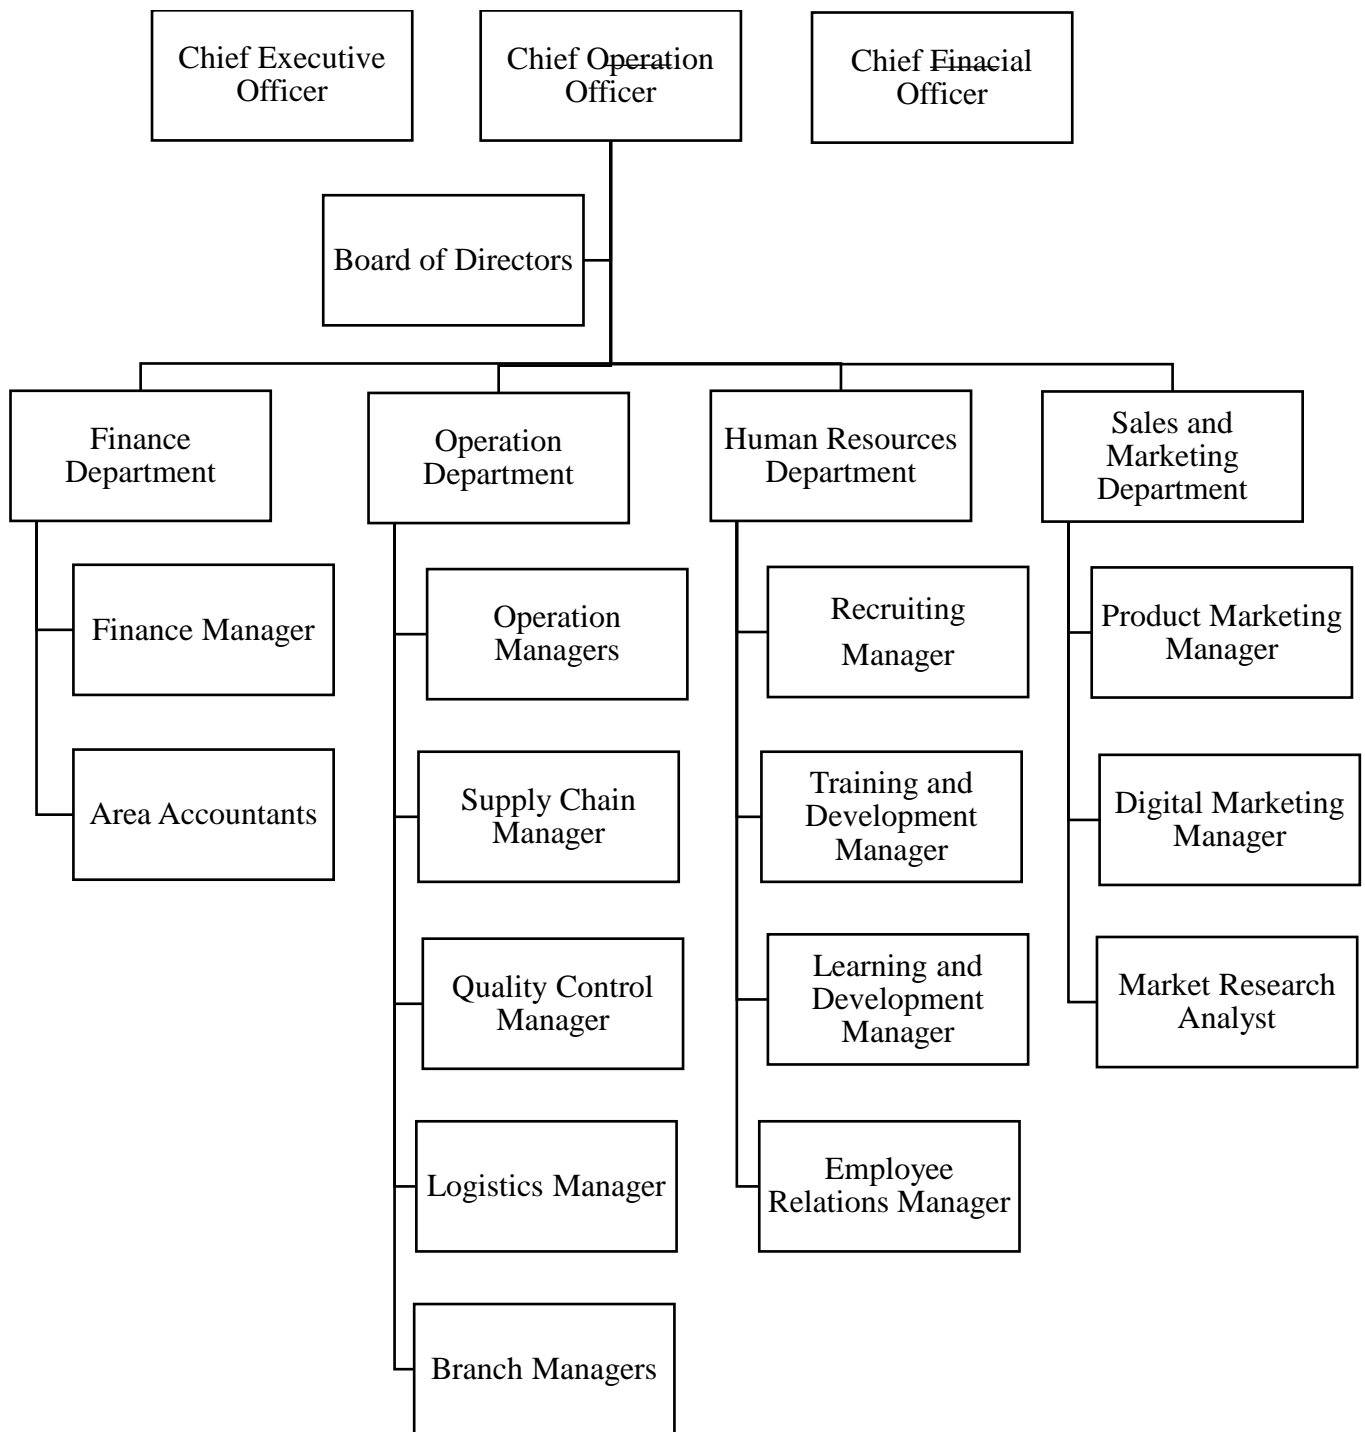 Chief Executive
Officer
Chief Operation
Officer
Chief Finacial
Officer
Board of Directors
Finance
Department
Operation
Department
Human Resources
Department
Sales and
Marketing
Department
Finance Manager
Area Accountants
Operation
Managers
Supply Chain
Manager
Quality Control
Manager
Logistics Manager
Branch Managers
Recruiting
Manager
Training and
Development
Manager
Learning and
Development
Manager
Employee
Relations Manager
Product Marketing
Manager
Digital Marketing
Manager
Market Research
Analyst